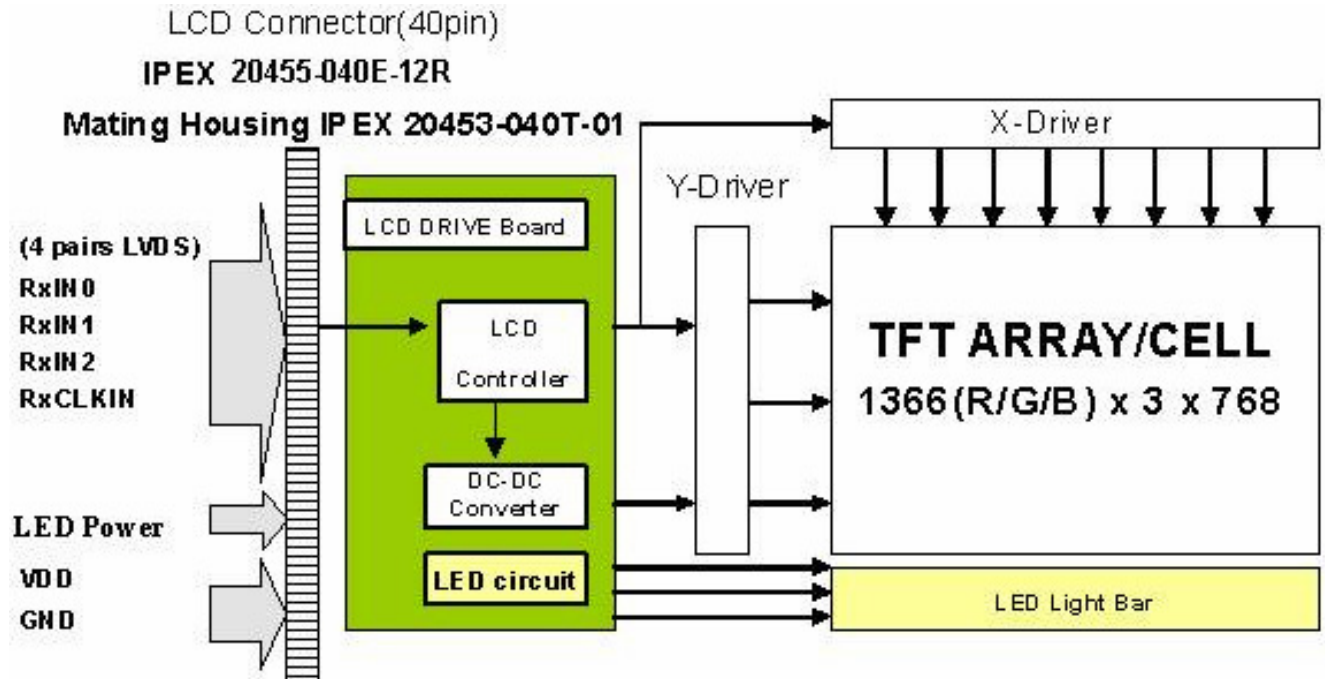 LCD Connector(40pin)
IPEX 20455-040E-12R
Mating Housing IPEX 20453-040T-01
X-Driver
Y-Driver
LCD DRIVE Board
(4 pairs LVDS)
RxIN0
RxIN1
RxIN2
RxCLKIN
LCD
Controller
TFT ARRAY/CELL
1366(R/G/B) x 3 x 768
DC-DC
Converter
LED Power
VDD
GND
LED circuit
LED Light Bar